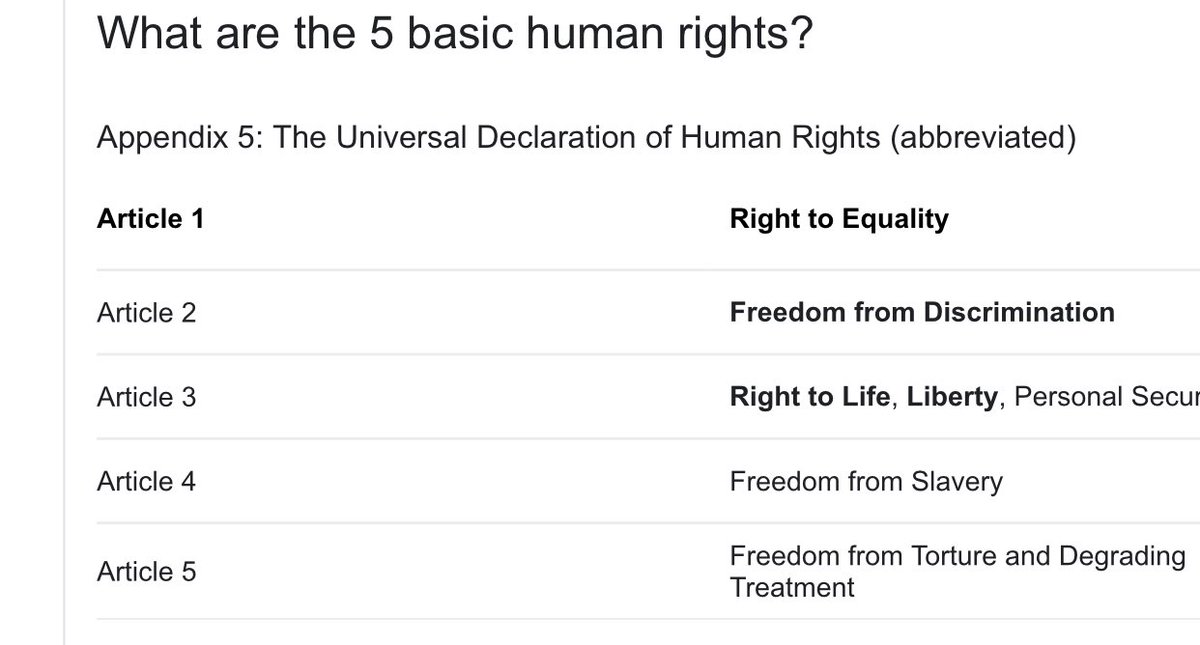 What are the 5 basic human rights?
Appendix 5: The Universal Declaration of Human Rights (abbreviated)
Article 1 Right to Equality
Article 2 Freedom from Discrimination
Article 3 Right to Life, Liberty, Personal
Article 4 Freedom from Slavery
Article 5 Freedom from Torture and Degrading
Treatment